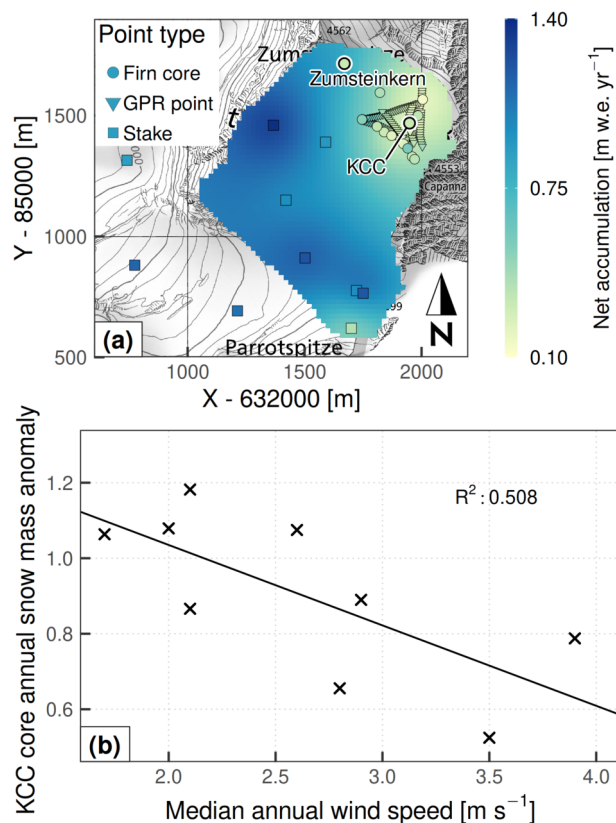 4562
Zumsteinspitze
Point type
Firn core
GPR point
Stake
Zumsteinkern
KCC
t
4553
Capanna
99
N
Parrotspitze
(a)
1500
1000
500
1000
1500
2000
Y - 85000 [m]
X - 632000 [m]
1.40
0.75
0.10
Net accumulation [m w.e. yr⁻¹]
R²: 0.508
1.2
1.0
0.8
0.6
(b)
2.0
2.5
3.0
3.5
4.0
KCC core annual snow mass anomaly
Median annual wind speed [m s⁻¹]